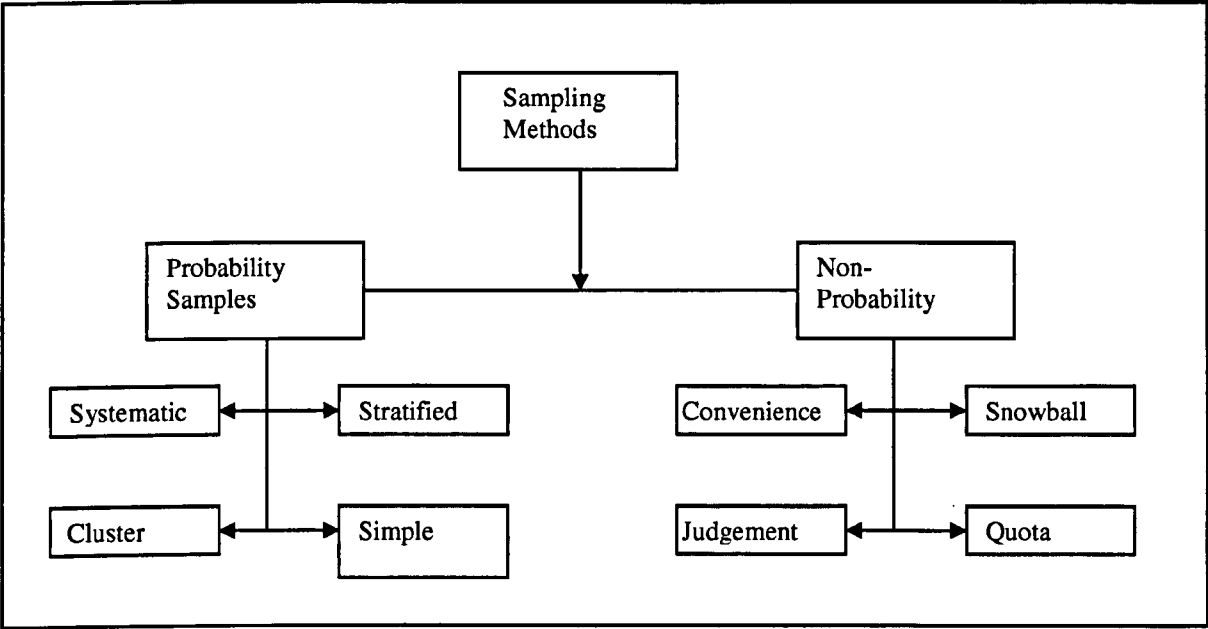 Sampling
Methods
Probability
Samples
Non-
Probability
Systematic
Stratified
Convenience
Snowball
Cluster
Simple
Judgement
Quota